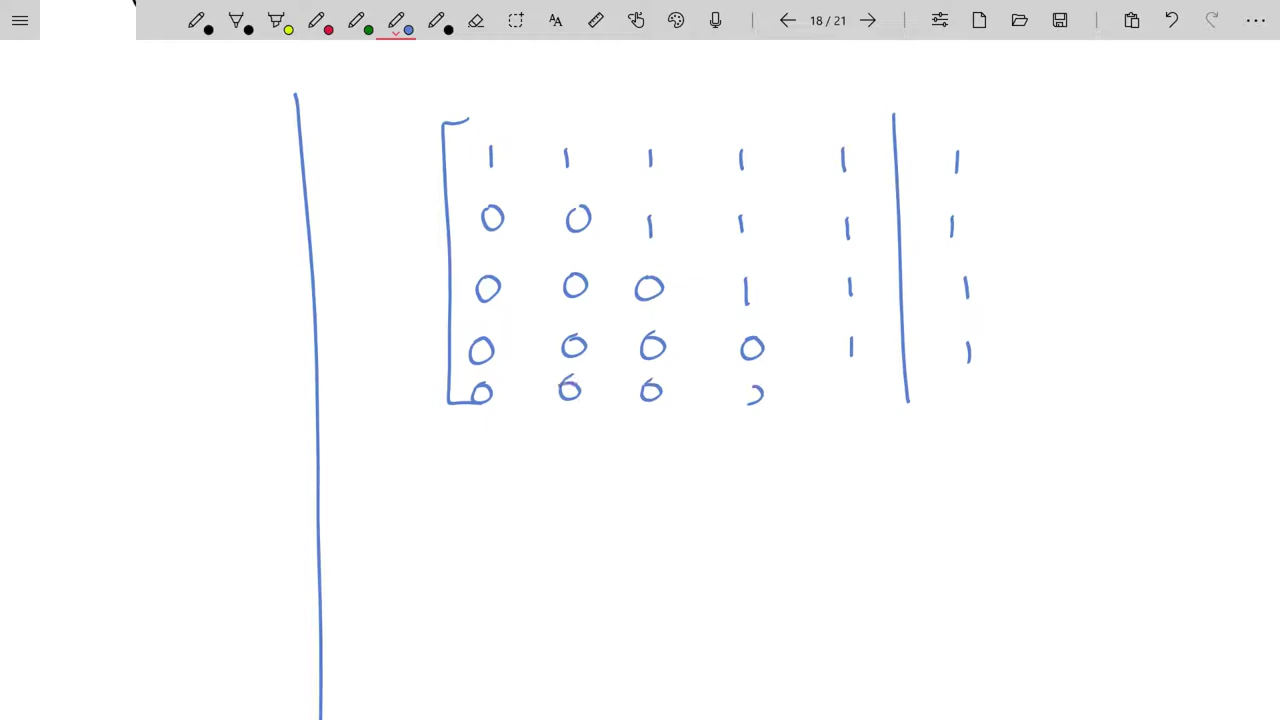 18 / 21
1 1 1 1 1 | 1
0 0 1 1 1 | 1
0 0 0 1 1 | 1
0 0 0 0 1 | 1
0 0 0